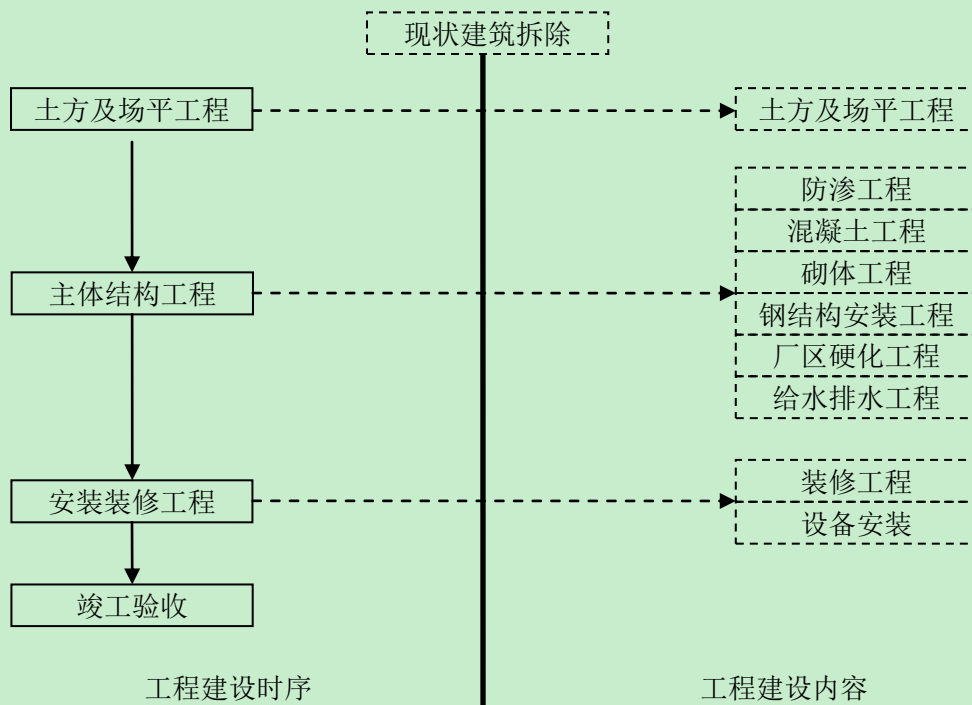 现状建筑拆除
土方及场平工程
土方及场平工程
防渗工程
混凝土工程
主体结构工程
砌体工程
钢结构安装工程
厂区硬化工程
给水排水工程
安装装修工程
装修工程
设备安装
竣工验收
工程建设时序
工程建设内容